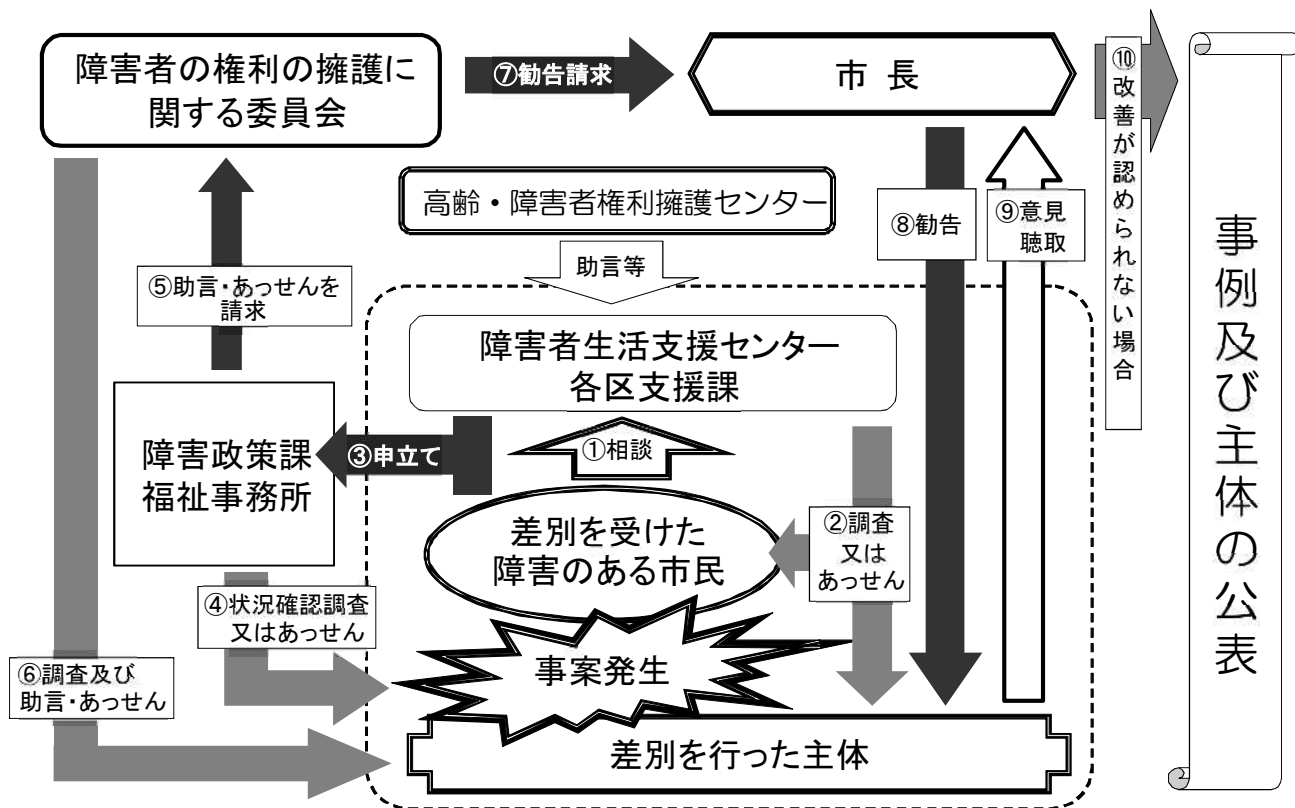 障害者の権利の擁護に
関する委員会
⑦勧告請求
市 長
⑩改善が認められない場合
事例及び主体の公表
高齢・障害者権利擁護センター
助言等
⑧勧告
⑨意見
聴取
⑤助言・あっせんを
請求
障害者生活支援センター
各区支援課
障害政策課
福祉事務所
③申立て
①相談
差別を受けた
障害のある市民
②調査
又は
あっせん
④状況確認調査
又はあっせん
事案発生
⑥調査及び
助言・あっせん
差別を行った主体